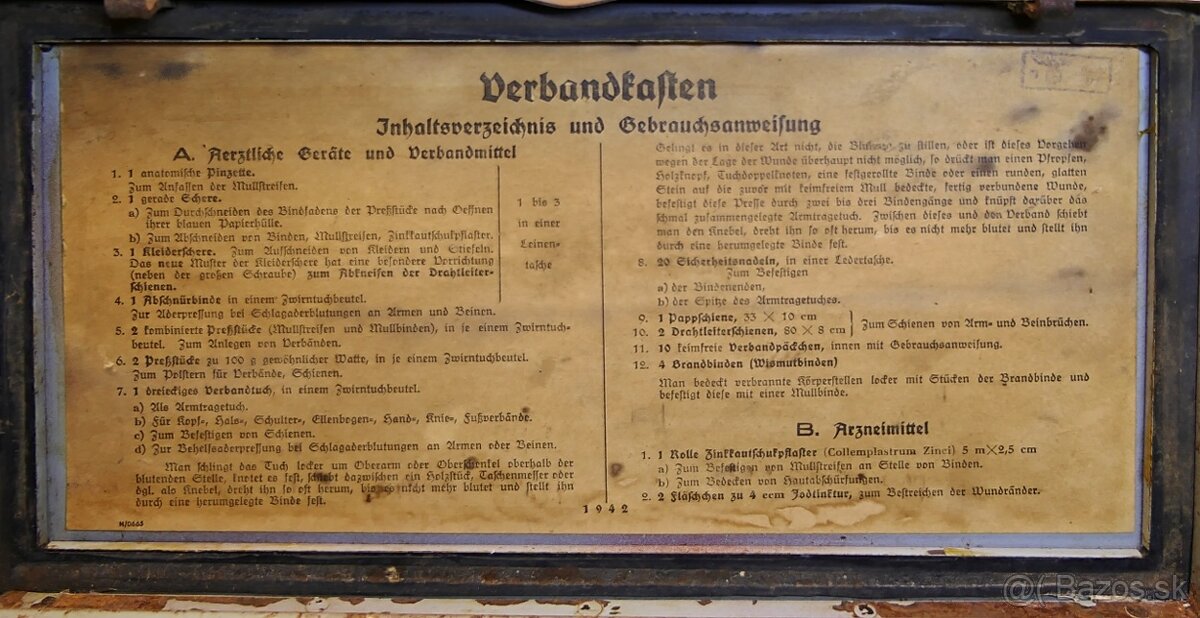 Verbandkasten
Inhaltsverzeichnis und Gebrauchsanweisung
A. Aerztliche Geräte und Verbandmittel
1. 1 anatomische Pinzette.
Zum Anfassen der Mullstreifen.
2. 1 gerade Schere.
a) Zum Durchschneiden des Bindfadens der Preßstücke nach Oeffnen
ihrer blauen Papierhülle.
b) Zum Abschneiden von Binden, Mullstreifen, Zinkkautschukpflaster.
3. 1 Kleiderschere. Zum Aufschneiden von Kleidern und Stiefeln.
Das neue Muster der Kleiderschere hat eine besondere Vorrichtung
(neben der großen Schraube) zum Abkneifen der Drahtleiter-
schienen.
1 bis 3
in einer
Leinen-
tasche
4. 1 Abschnürbinde in einem Zwirntuchbeutel.
Zur Aderpressung bei Schlagaderblutungen an Armen und Beinen.
5. 2 kombinierte Preßstücke (Mullstreifen und Mullbinden), in je einem Zwirntuch-
beutel. Zum Anlegen von Verbänden.
6. 2 Preßstücke zu 100 g gewöhnlicher Watte, in je einem Zwirntuchbeutel.
Zum Polstern für Verbände, Schienen.
7. 1 dreieckiges Verbandtuch, in einem Zwirntuchbeutel.
a) Als Armtragetuch.
b) Für Kopf-, Hals-, Schulter-, Ellenbogen-, Hand-, Knie-, Fußverbände.
c) Zum Befestigen von Schienen.
d) Zur Behelfsaderpressung bei Schlagaderblutungen an Armen oder Beinen.
Man schlingt das Tuch locker um Oberarm oder Oberschenkel oberhalb der
blutenden Stelle, knotet es fest, schiebt dazwischen ein Holzstück, Taschenmesser oder
dgl. als Knebel, dreht ihn so oft herum, bis es nicht mehr blutet und stellt ihn
durch eine herumgelegte Binde fest.
Gelingt es in dieser Art nicht, die Blutung zu stillen, oder ist dieses Vorgehen
wegen der Lage der Wunde überhaupt nicht möglich, so drückt man einen Pfropfen,
Holzknopf, Tuchdoppelknoten, eine festgerollte Binde oder einen runden, glatten
Stein auf die zuvor mit keimfreiem Mull bedeckte, fertig verbundene Wunde,
befestigt diese Presse durch zwei bis drei Bindengänge und knüpft darüber das
schmal zusammengelegte Armtragetuch. Zwischen dieses und den Verband schiebt
man den Knebel, dreht ihn so oft herum, bis es nicht mehr blutet und stellt ihn
durch eine herumgelegte Binde fest.
8. 20 Sicherheitsnadeln, in einer Ledertasche.
Zum Befestigen
a) der Bindenenden,
b) der Spitze des Armtragetuches.
9. 1 Pappschiene, 33 × 10 cm
10. 2 Drahtleiterschienen, 80 × 8 cm
Zum Schienen von Arm- und Beinbrüchen.
11. 10 keimfreie Verbandpäckchen, innen mit Gebrauchsanweisung.
12. 4 Brandbinden (Wismutbinden)
Man bedeckt verbrannte Körperstellen locker mit Stücken der Brandbinde und
befestigt diese mit einer Mullbinde.
B. Arzneimittel
1. 1 Rolle Zinkkautschukpflaster (Collemplastrum Zinci) 5 m×2,5 cm
a) Zum Befestigen von Mullstreifen an Stelle von Binden.
b) Zum Bedecken von Hautabschürfungen.
2. 2 Fläschchen zu 4 ccm Jodtinktur, zum Bestreichen der Wundränder.
1942
H/0665
@( Bazos.sk